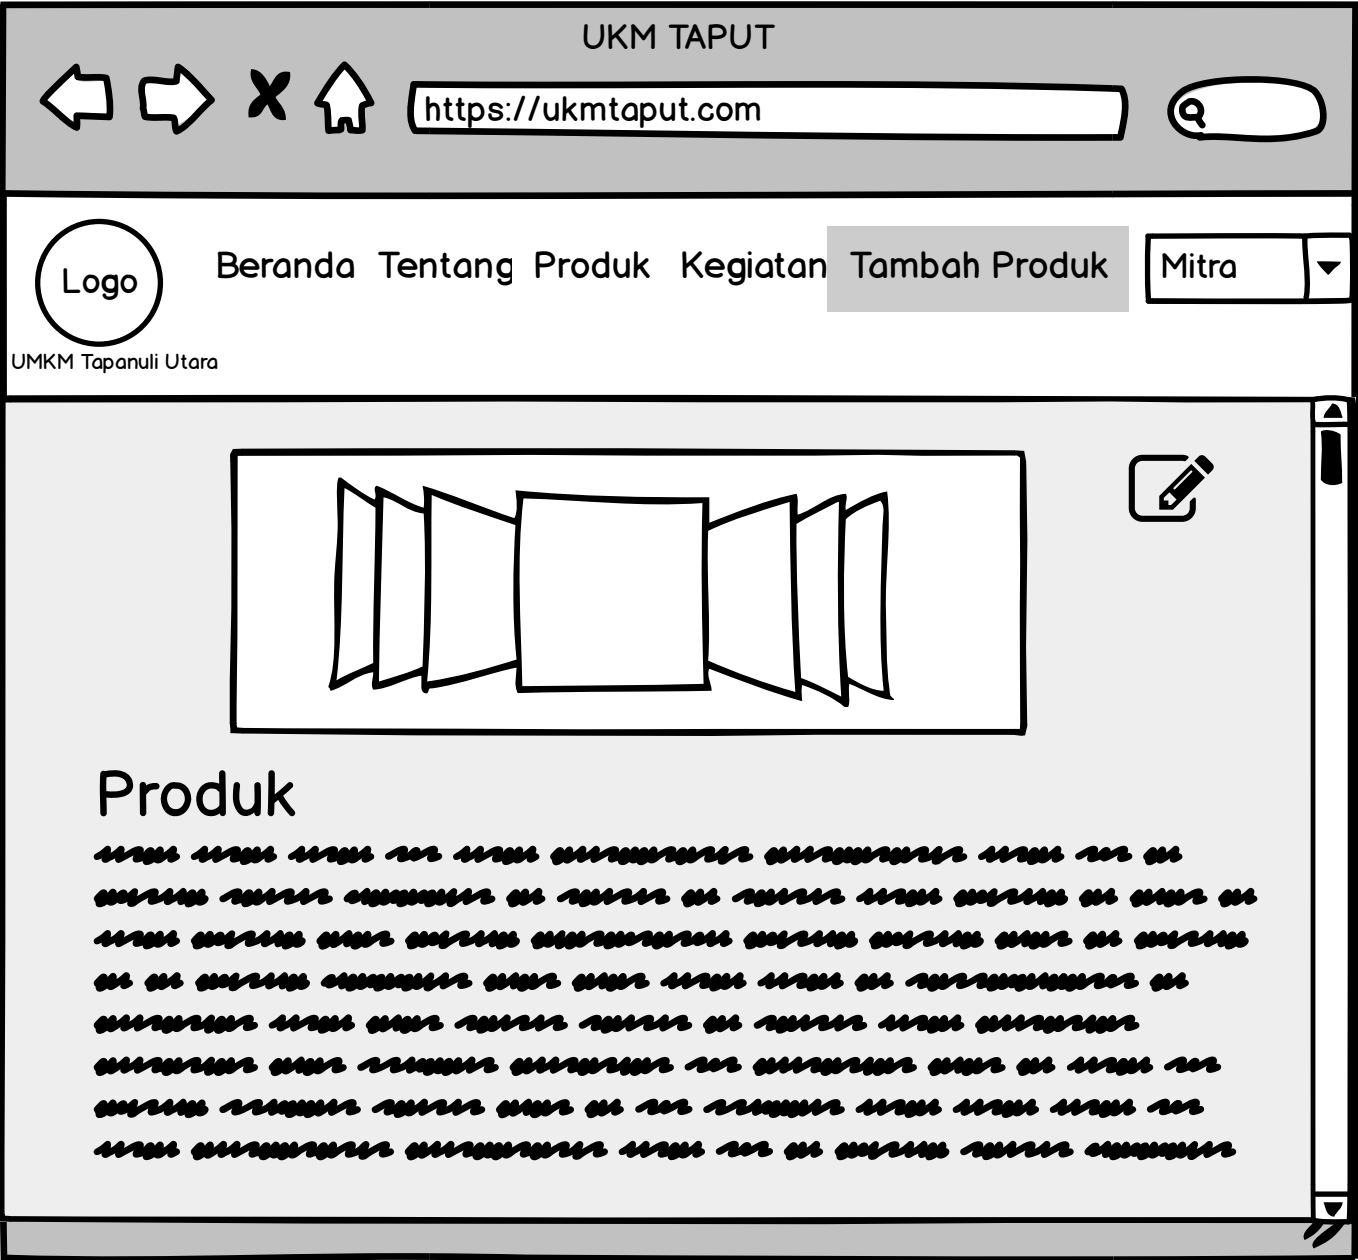 UKM TAPUT
https://ukmtaput.com
Logo
UMKM Tapanuli Utara
Beranda Tentang Produk Kegiatan Tambah Produk Mitra
Produk